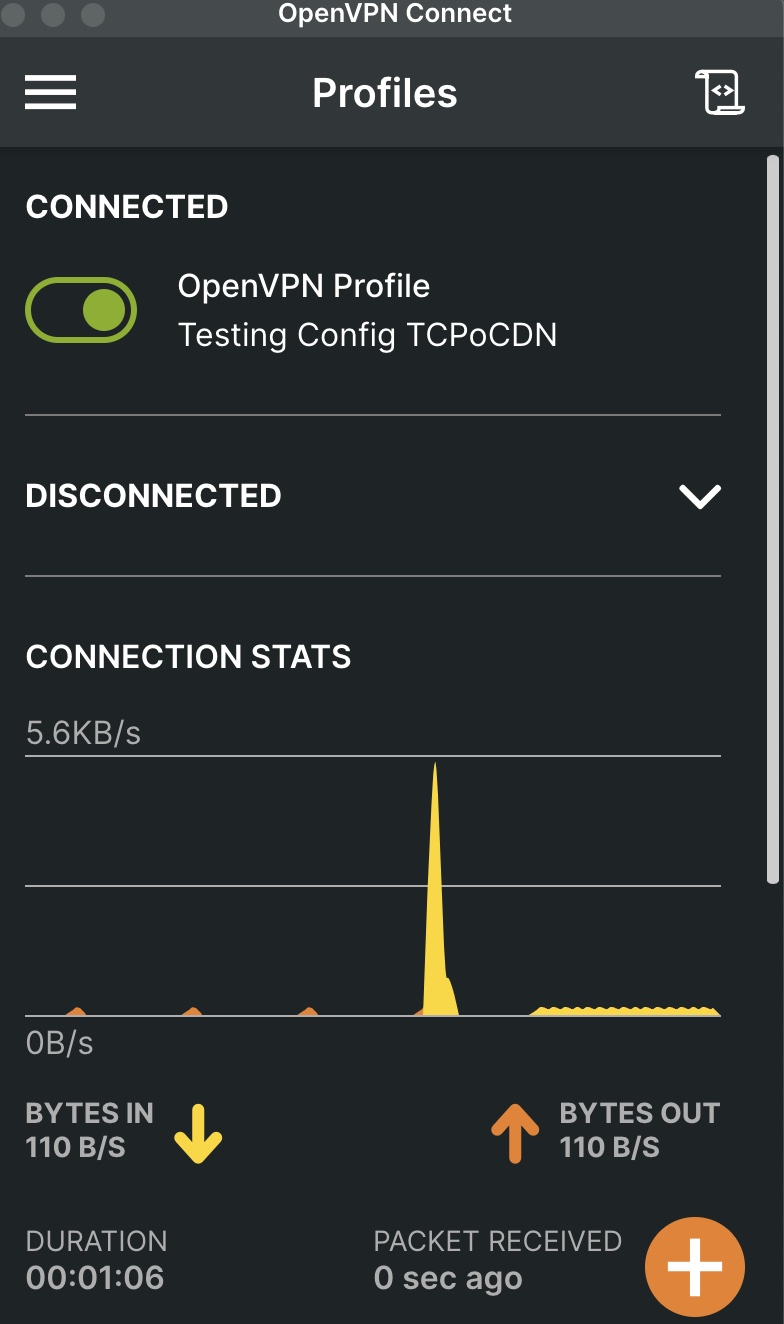 OpenVPN Connect
Profiles
CONNECTED
OpenVPN Profile
Testing Config TCPoCDN
DISCONNECTED
CONNECTION STATS
5.6KB/s
0B/s
BYTES IN
110 B/S
BYTES OUT
110 B/S
DURATION
00:01:06
PACKET RECEIVED
0 sec ago